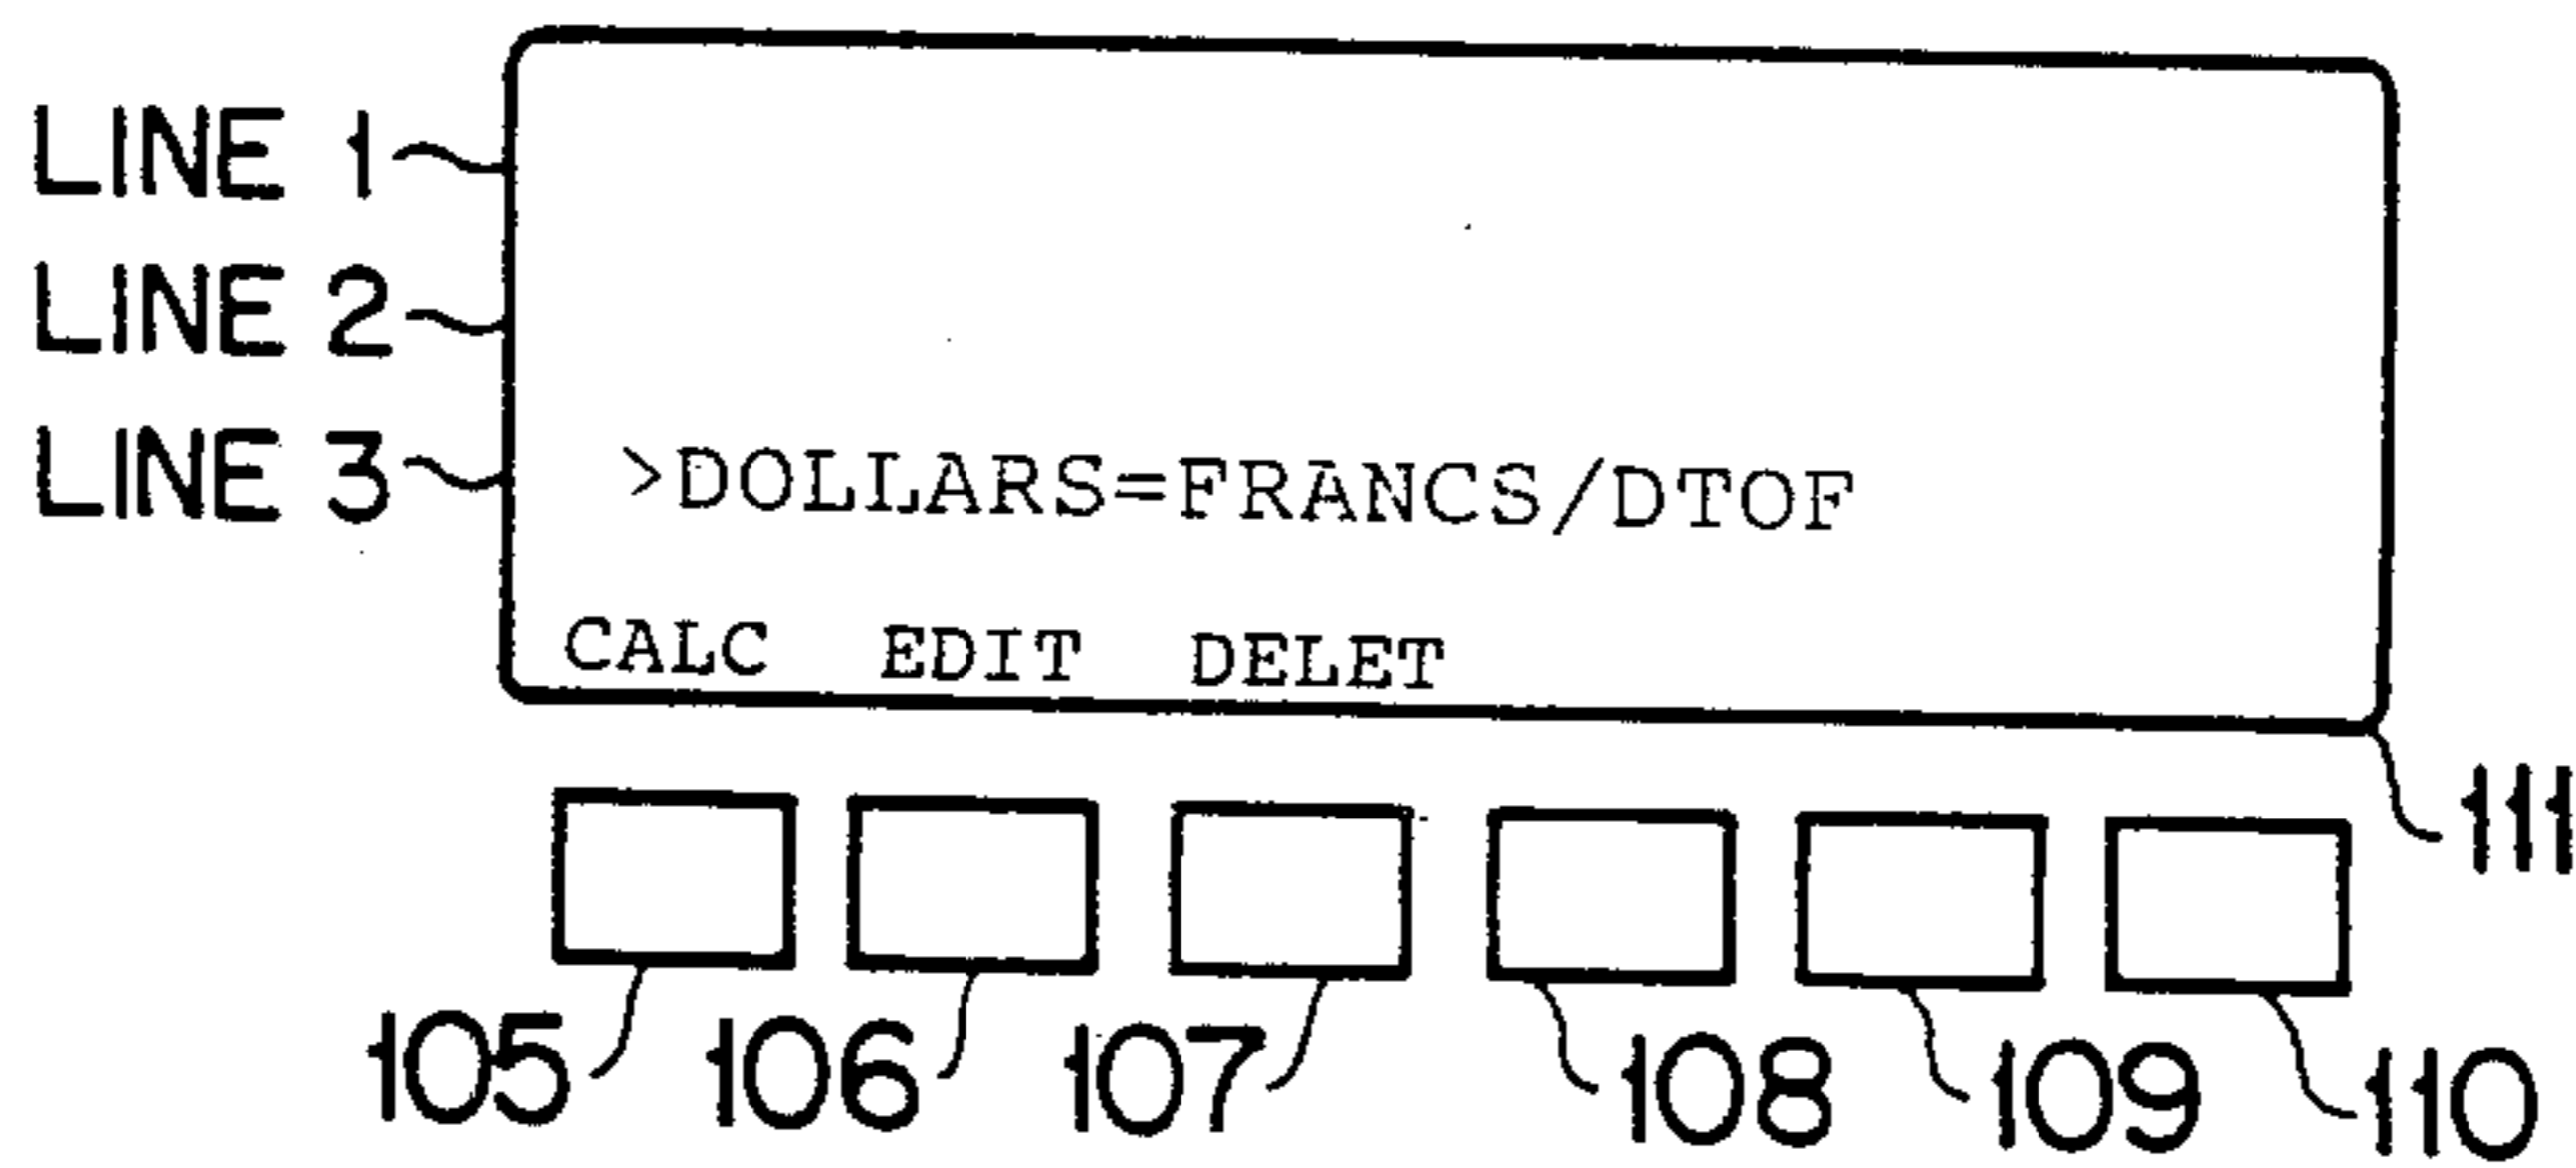 LINE 1
LINE 2
LINE 3 >DOLLARS=FRANCS/DTOF
CALC EDIT DELET
111
105 106 107 108 109 110